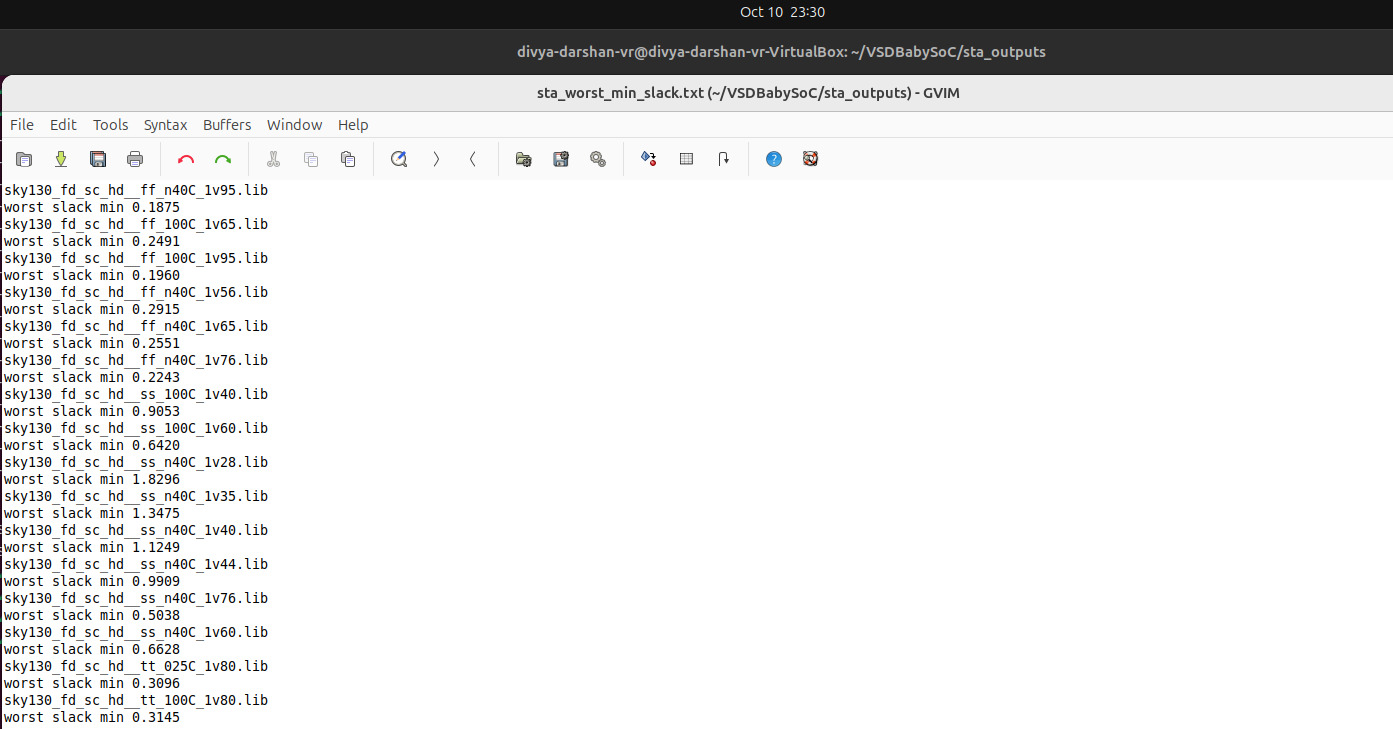 Oct 10 23:30
divya-darshan-vr@divya-darshan-vr-VirtualBox: ~/VSDBabySoC/sta_outputs
sta_worst_min_slack.txt (~/VSDBabySoC/sta_outputs) - GVIM
File Edit Tools Syntax Buffers Window Help
sky130_fd_sc_hd__ff_n40C_1v95.lib
worst slack min 0.1875
sky130_fd_sc_hd__ff_100C_1v65.lib
worst slack min 0.2491
sky130_fd_sc_hd__ff_100C_1v95.lib
worst slack min 0.1960
sky130_fd_sc_hd__ff_n40C_1v56.lib
worst slack min 0.2915
sky130_fd_sc_hd__ff_n40C_1v65.lib
worst slack min 0.2551
sky130_fd_sc_hd__ff_n40C_1v76.lib
worst slack min 0.2243
sky130_fd_sc_hd__ss_100C_1v40.lib
worst slack min 0.9053
sky130_fd_sc_hd__ss_100C_1v60.lib
worst slack min 0.6420
sky130_fd_sc_hd__ss_n40C_1v28.lib
worst slack min 1.8296
sky130_fd_sc_hd__ss_n40C_1v35.lib
worst slack min 1.3475
sky130_fd_sc_hd__ss_n40C_1v40.lib
worst slack min 1.1249
sky130_fd_sc_hd__ss_n40C_1v44.lib
worst slack min 0.9909
sky130_fd_sc_hd__ss_n40C_1v76.lib
worst slack min 0.5038
sky130_fd_sc_hd__ss_n40C_1v60.lib
worst slack min 0.6628
sky130_fd_sc_hd__tt_025C_1v80.lib
worst slack min 0.3096
sky130_fd_sc_hd__tt_100C_1v80.lib
worst slack min 0.3145